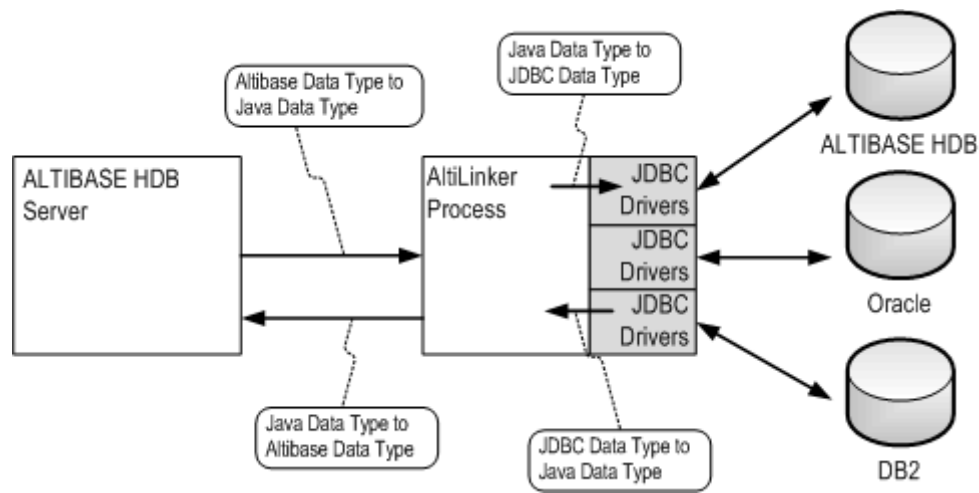 Java Data Type to
JDBC Data Type
Altibase Data Type to
Java Data Type
ALTIBASE HDB
ALTIBASE HDB
Server
AltiLinker
Process
JDBC
Drivers
JDBC
Drivers
JDBC
Drivers
Oracle
Java Data Type to
Altibase Data Type
JDBC Data Type to
Java Data Type
DB2